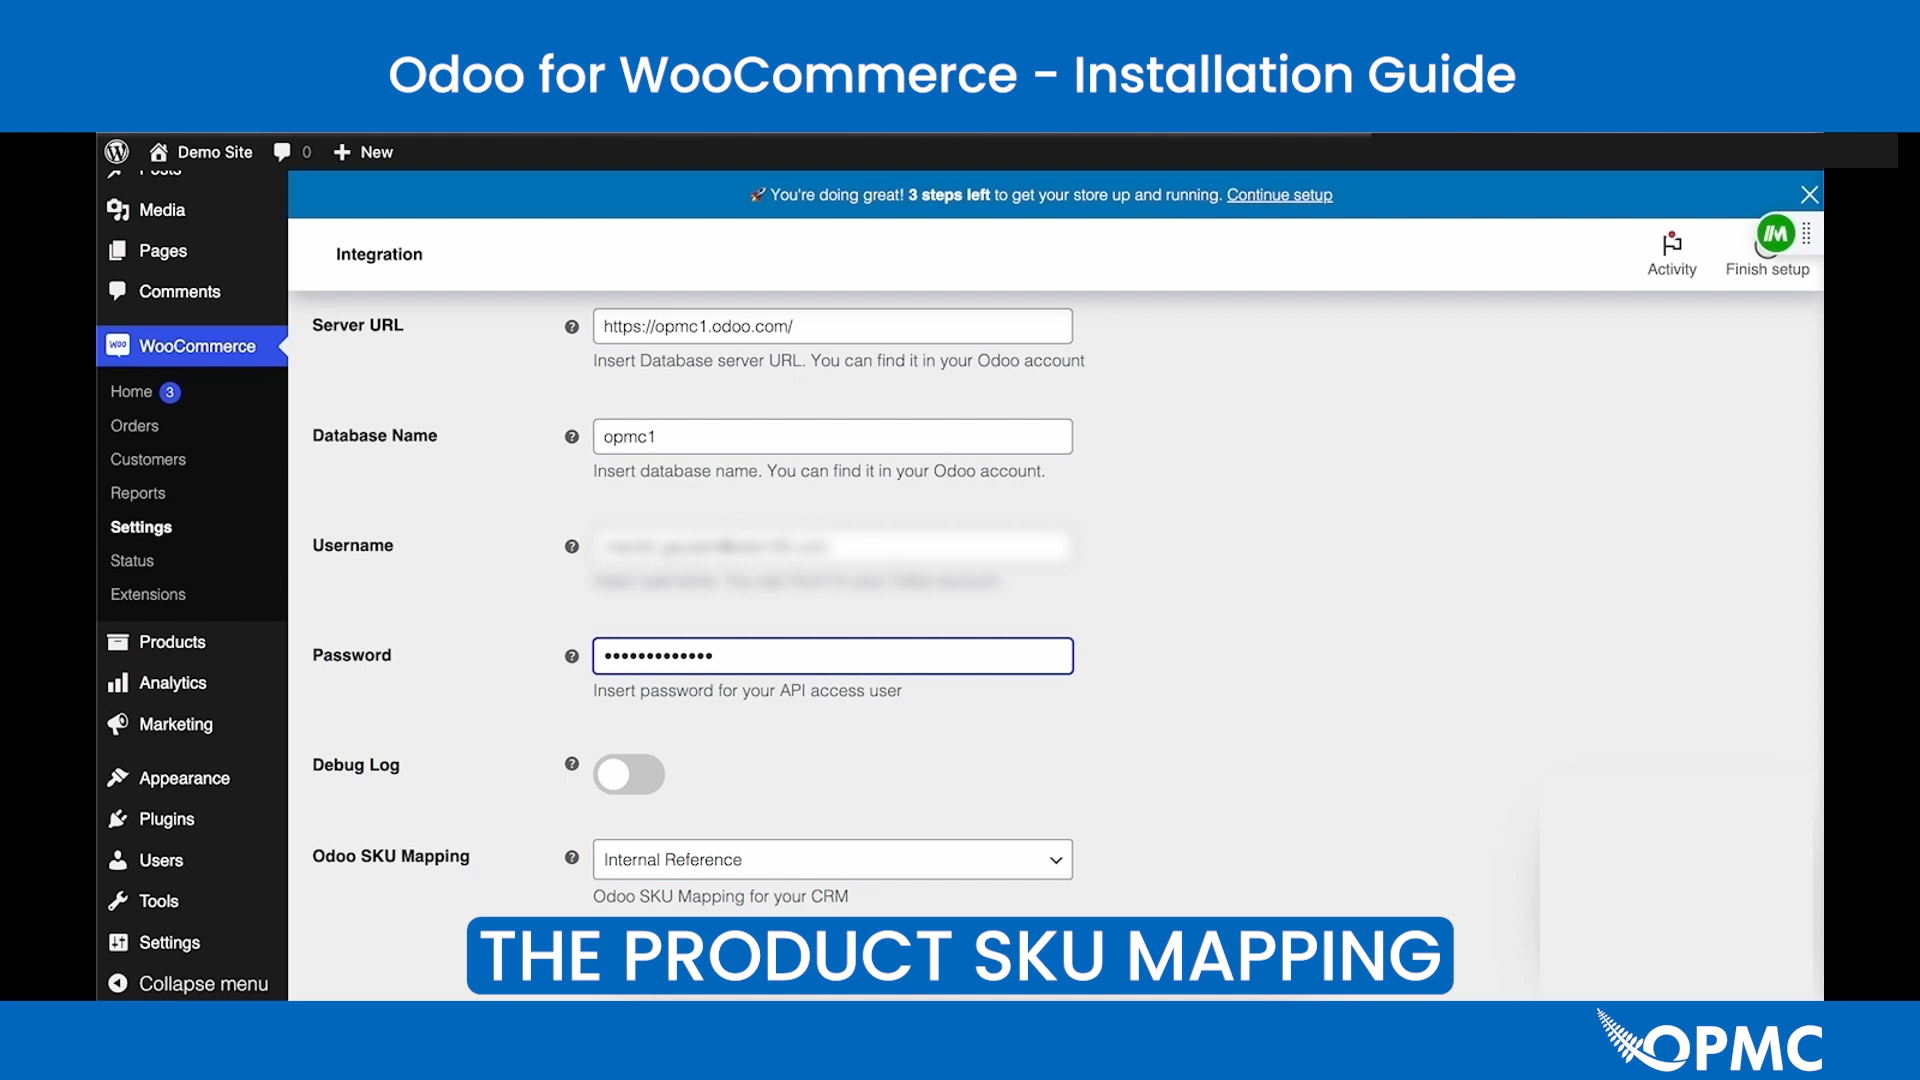 Odoo for WooCommerce - Installation Guide
Demo Site 0 New
Posts
Media
Pages
Comments
WOO WooCommerce
Home 3
Orders
Customers
Reports
Settings
Status
Extensions
Products
Analytics
Marketing
Appearance
Plugins
Users
Tools
Settings
Collapse menu
🚀 You're doing great! 3 steps left to get your store up and running. Continue setup
Integration
Activity
Finish setup
Server URL
https://opmc1.odoo.com/
Insert Database server URL. You can find it in your Odoo account
Database Name
opmc1
Insert database name. You can find it in your Odoo account.
Username
Password
•••••••••••••
Insert password for your API access user
Debug Log
Odoo SKU Mapping
Internal Reference
Odoo SKU Mapping for your CRM
THE PRODUCT SKU MAPPING
OPMC